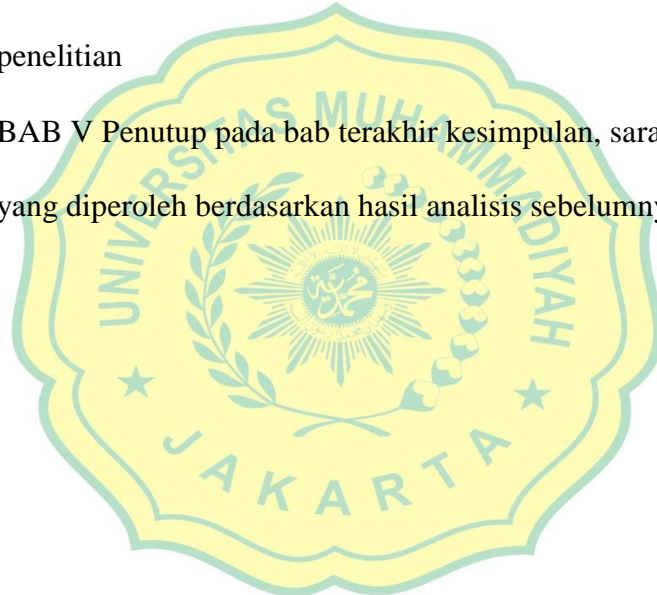 penelitian
BAB V Penutup pada bab terakhir kesimpulan, sara
yang diperoleh berdasarkan hasil analisis sebelumny
UNIVERSITAS MUHAMMADIYAH
JAKARTA